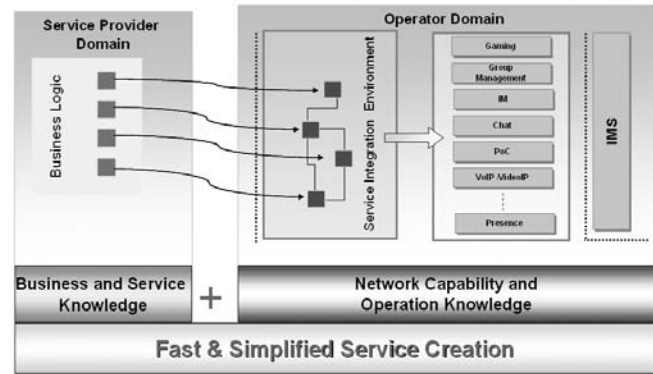 Service Provider
Domain
Operator Domain
Business Logic
Service Integration Environment
Gaming
Group
Management
IM
Chat
PoC
VoIP /VideoIP
Presence
IMS
Business and Service
Knowledge
+
Network Capability and
Operation Knowledge
Fast & Simplified Service Creation